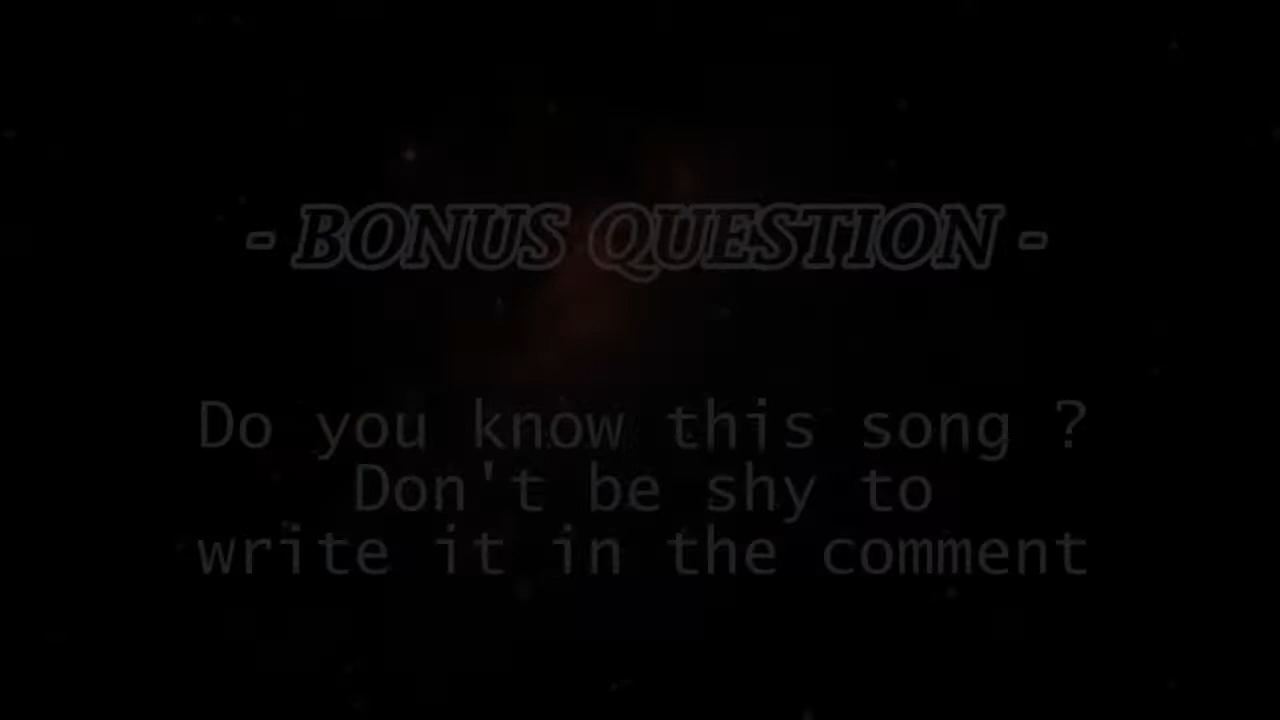 - BONUS QUESTION -
Do you know this song ?
Don't be shy to
write it in the comment